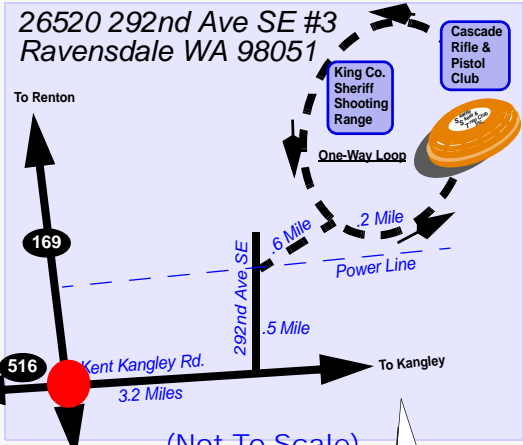 26520 292nd Ave SE #3
Ravensdale WA 98051
Cascade
Rifle &
Pistol
Club
King Co.
Sheriff
Shooting
Range
To Renton
One-Way Loop
.2 Mile
.6 Mile
169
Power Line
292nd Ave SE
.5 Mile
516
Kent Kangley Rd.
To Kangley
3.2 Miles
(Not To Scale)